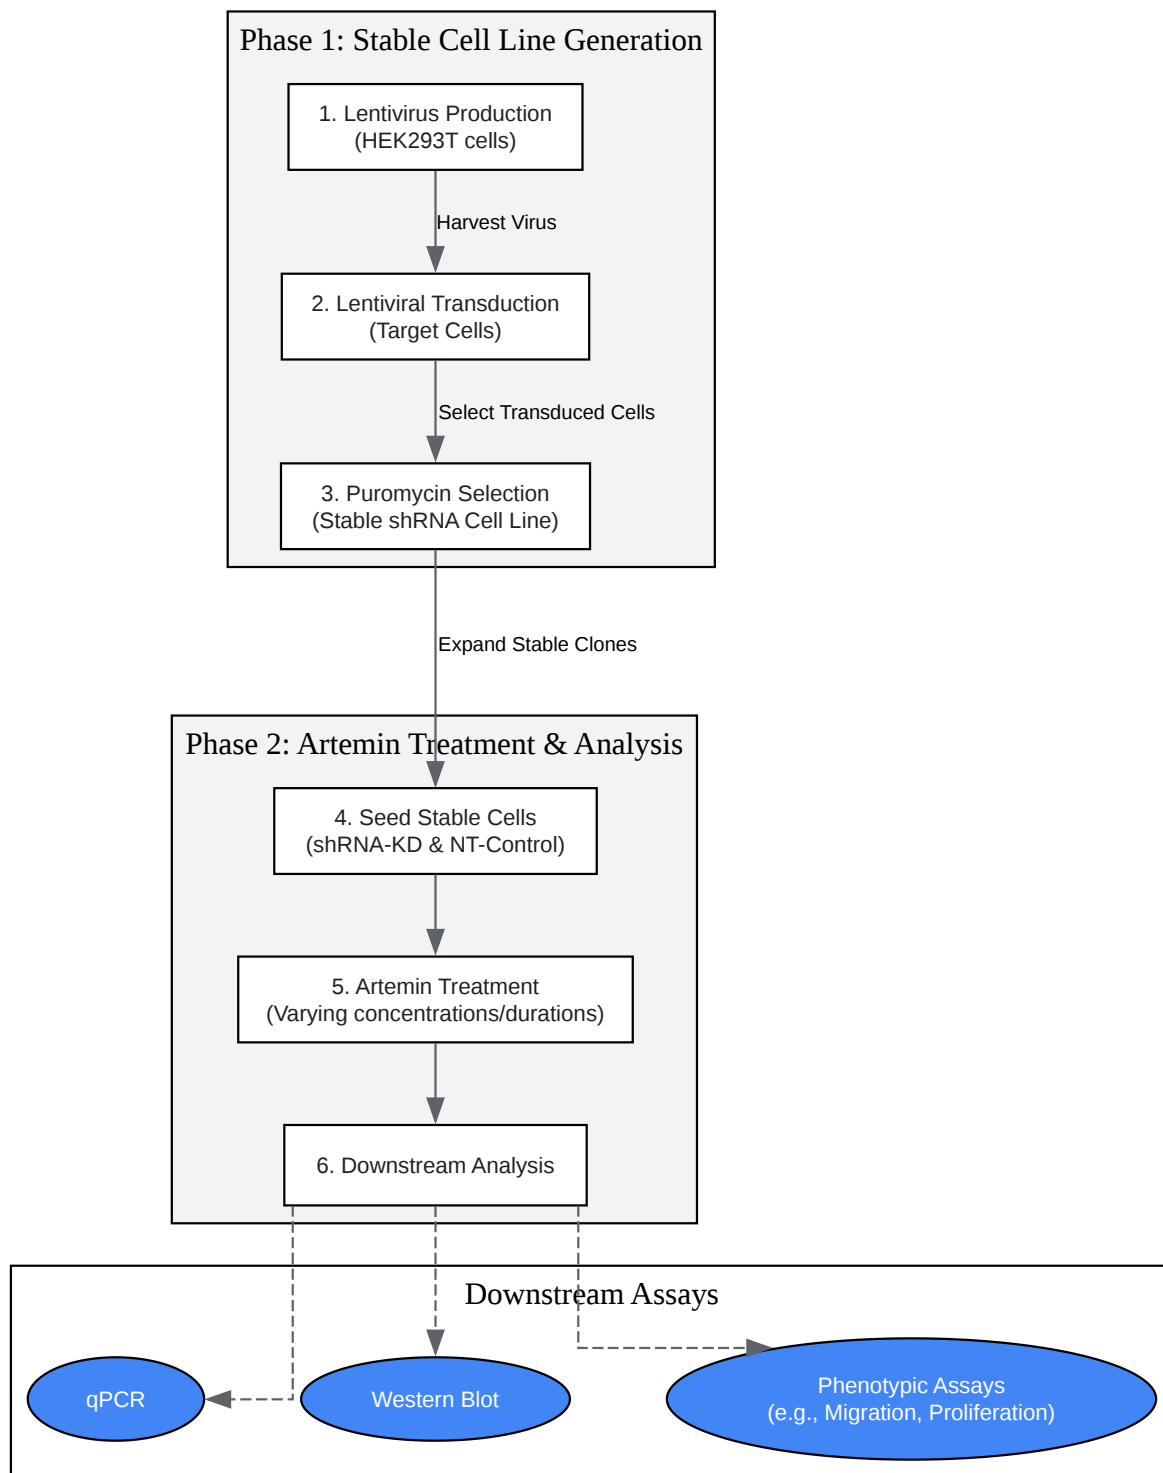 Phase 1: Stable Cell Line Generation
1. Lentivirus Production
(HEK293T cells)
Harvest Virus
2. Lentiviral Transduction
(Target Cells)
Select Transduced Cells
3. Puromycin Selection
(Stable shRNA Cell Line)
Expand Stable Clones
Phase 2: Artemin Treatment & Analysis
4. Seed Stable Cells
(shRNA-KD & NT-Control)
5. Artemin Treatment
(Varying concentrations/durations)
6. Downstream Analysis
Downstream Assays
qPCR
Western Blot
Phenotypic Assays
(e.g., Migration, Proliferation)